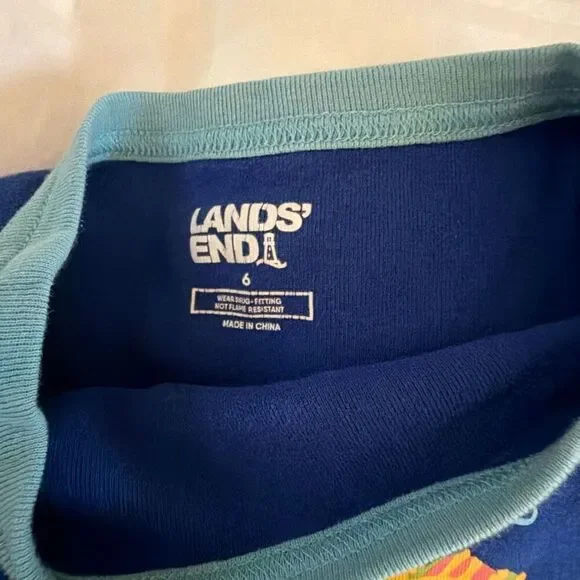 LANDS'
END
6
WEAR SNUG-FITTING
NOT FLAME RESISTANT
MADE IN CHINA